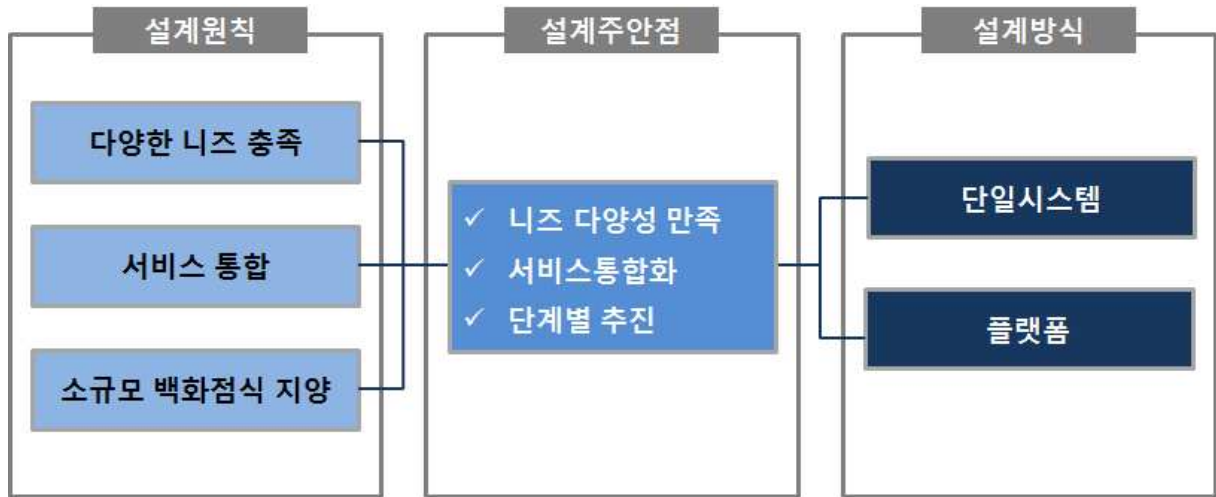 설계원칙
다양한 니즈 충족
서비스 통합
소규모 백화점식 지양
설계주안점
✓ 니즈 다양성 만족
✓ 서비스통합화
✓ 단계별 추진
설계방식
단일시스템
플랫폼